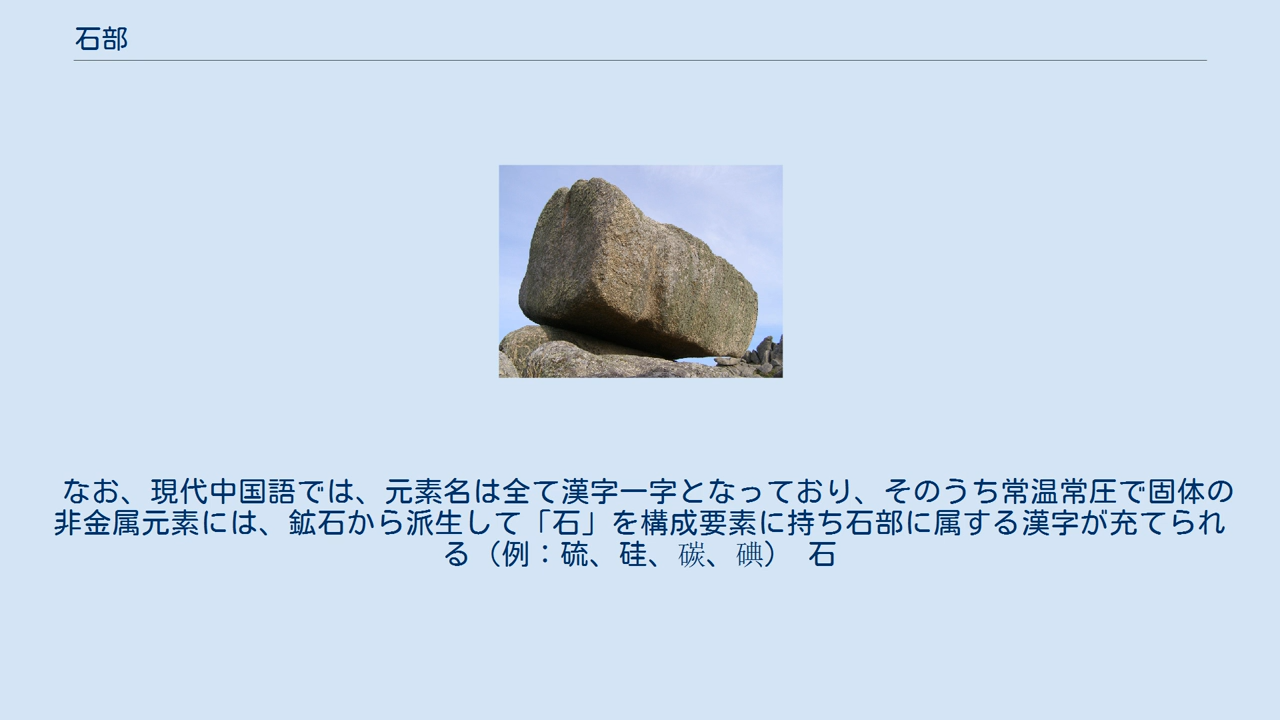 石部
なお、現代中国語では、元素名は全て漢字一字となっており、そのうち常温常圧で固体の
非金属元素には、鉱石から派生して「石」を構成要素に持ち石部に属する漢字が充てられ
る（例：硫、硅、碳、碘） 石